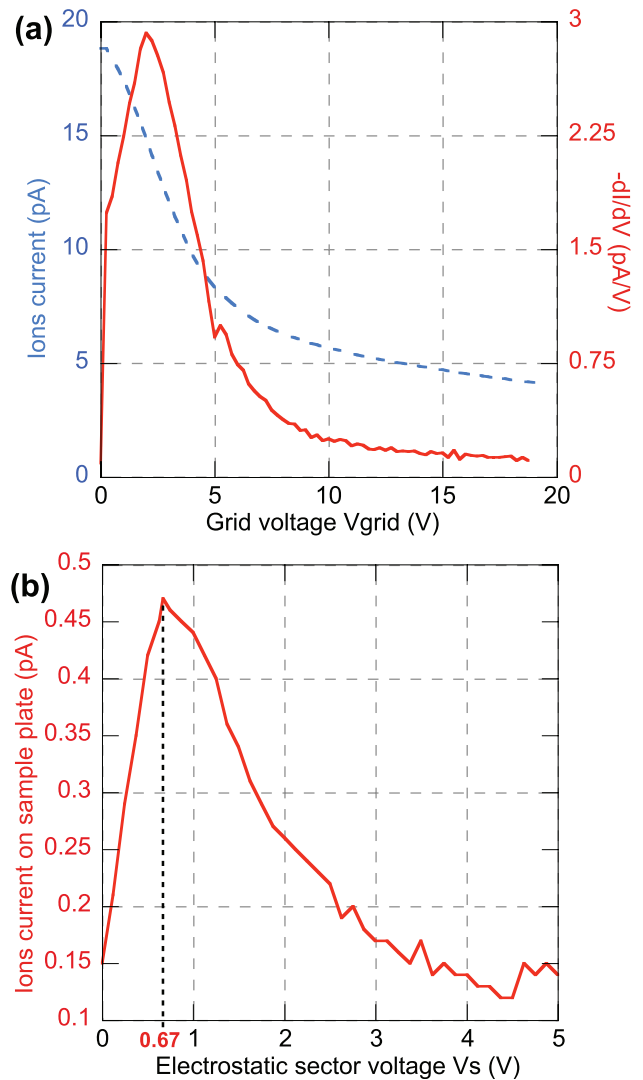 (a)
20
15
10
5
0
Ions current (pA)
3
2.25
1.5
0.75
0
-dI/dV (pA/V)
0 5 10 15 20
Grid voltage Vgrid (V)
(b)
0.5
0.45
0.4
0.35
0.3
0.25
0.2
0.15
0.1
Ions current on sample plate (pA)
0 0.67 1 2 3 4 5
Electrostatic sector voltage Vs (V)